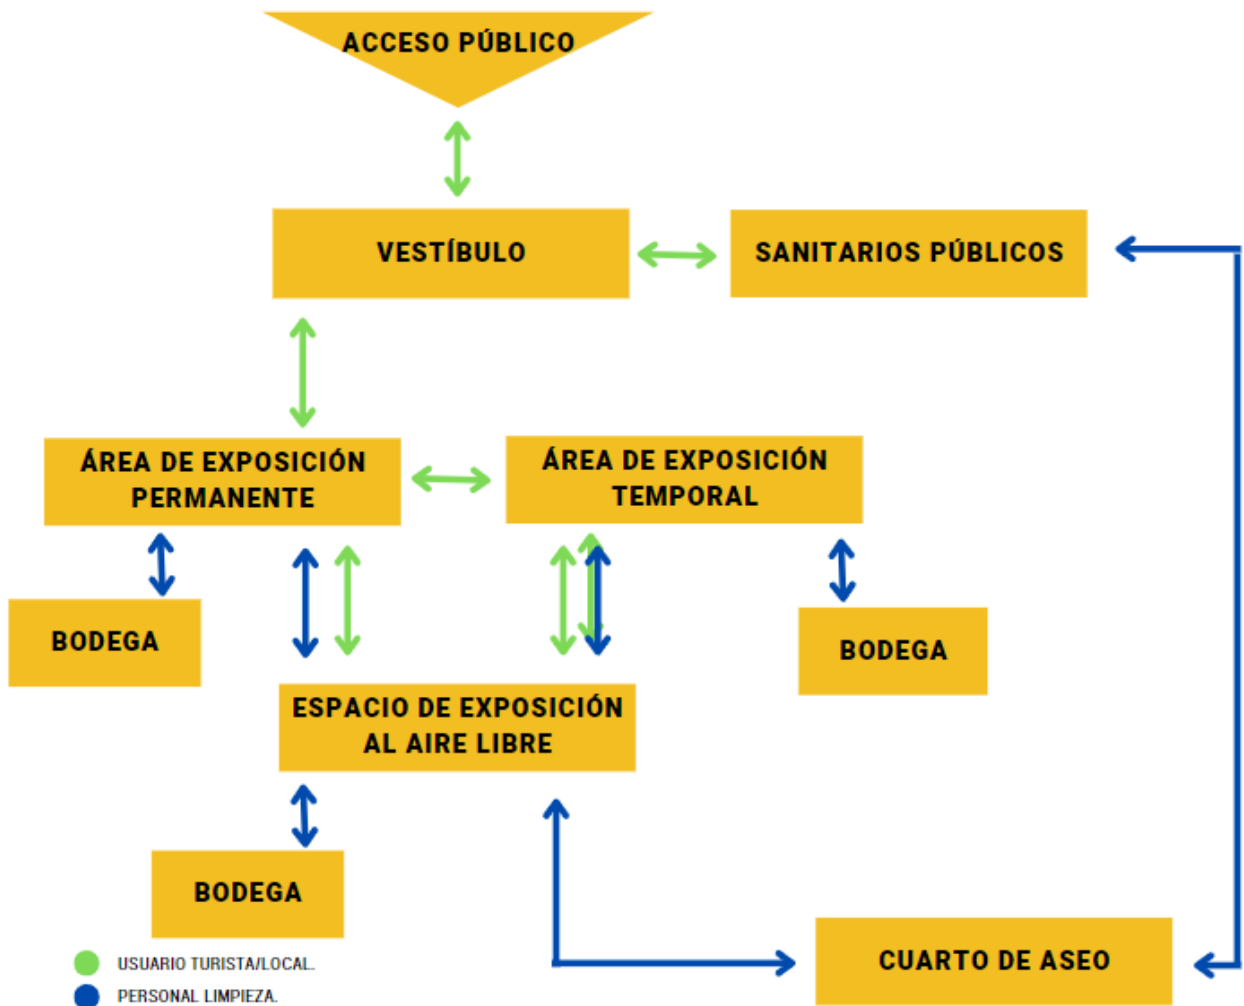 ACCESO PÚBLICO
VESTÍBULO
SANITARIOS PÚBLICOS
ÁREA DE EXPOSICIÓN
PERMANENTE
ÁREA DE EXPOSICIÓN
TEMPORAL
BODEGA
BODEGA
ESPACIO DE EXPOSICIÓN
AL AIRE LIBRE
BODEGA
CUARTO DE ASEO
USUARIO TURISTA/LOCAL.
PERSONAL LIMPIEZA.